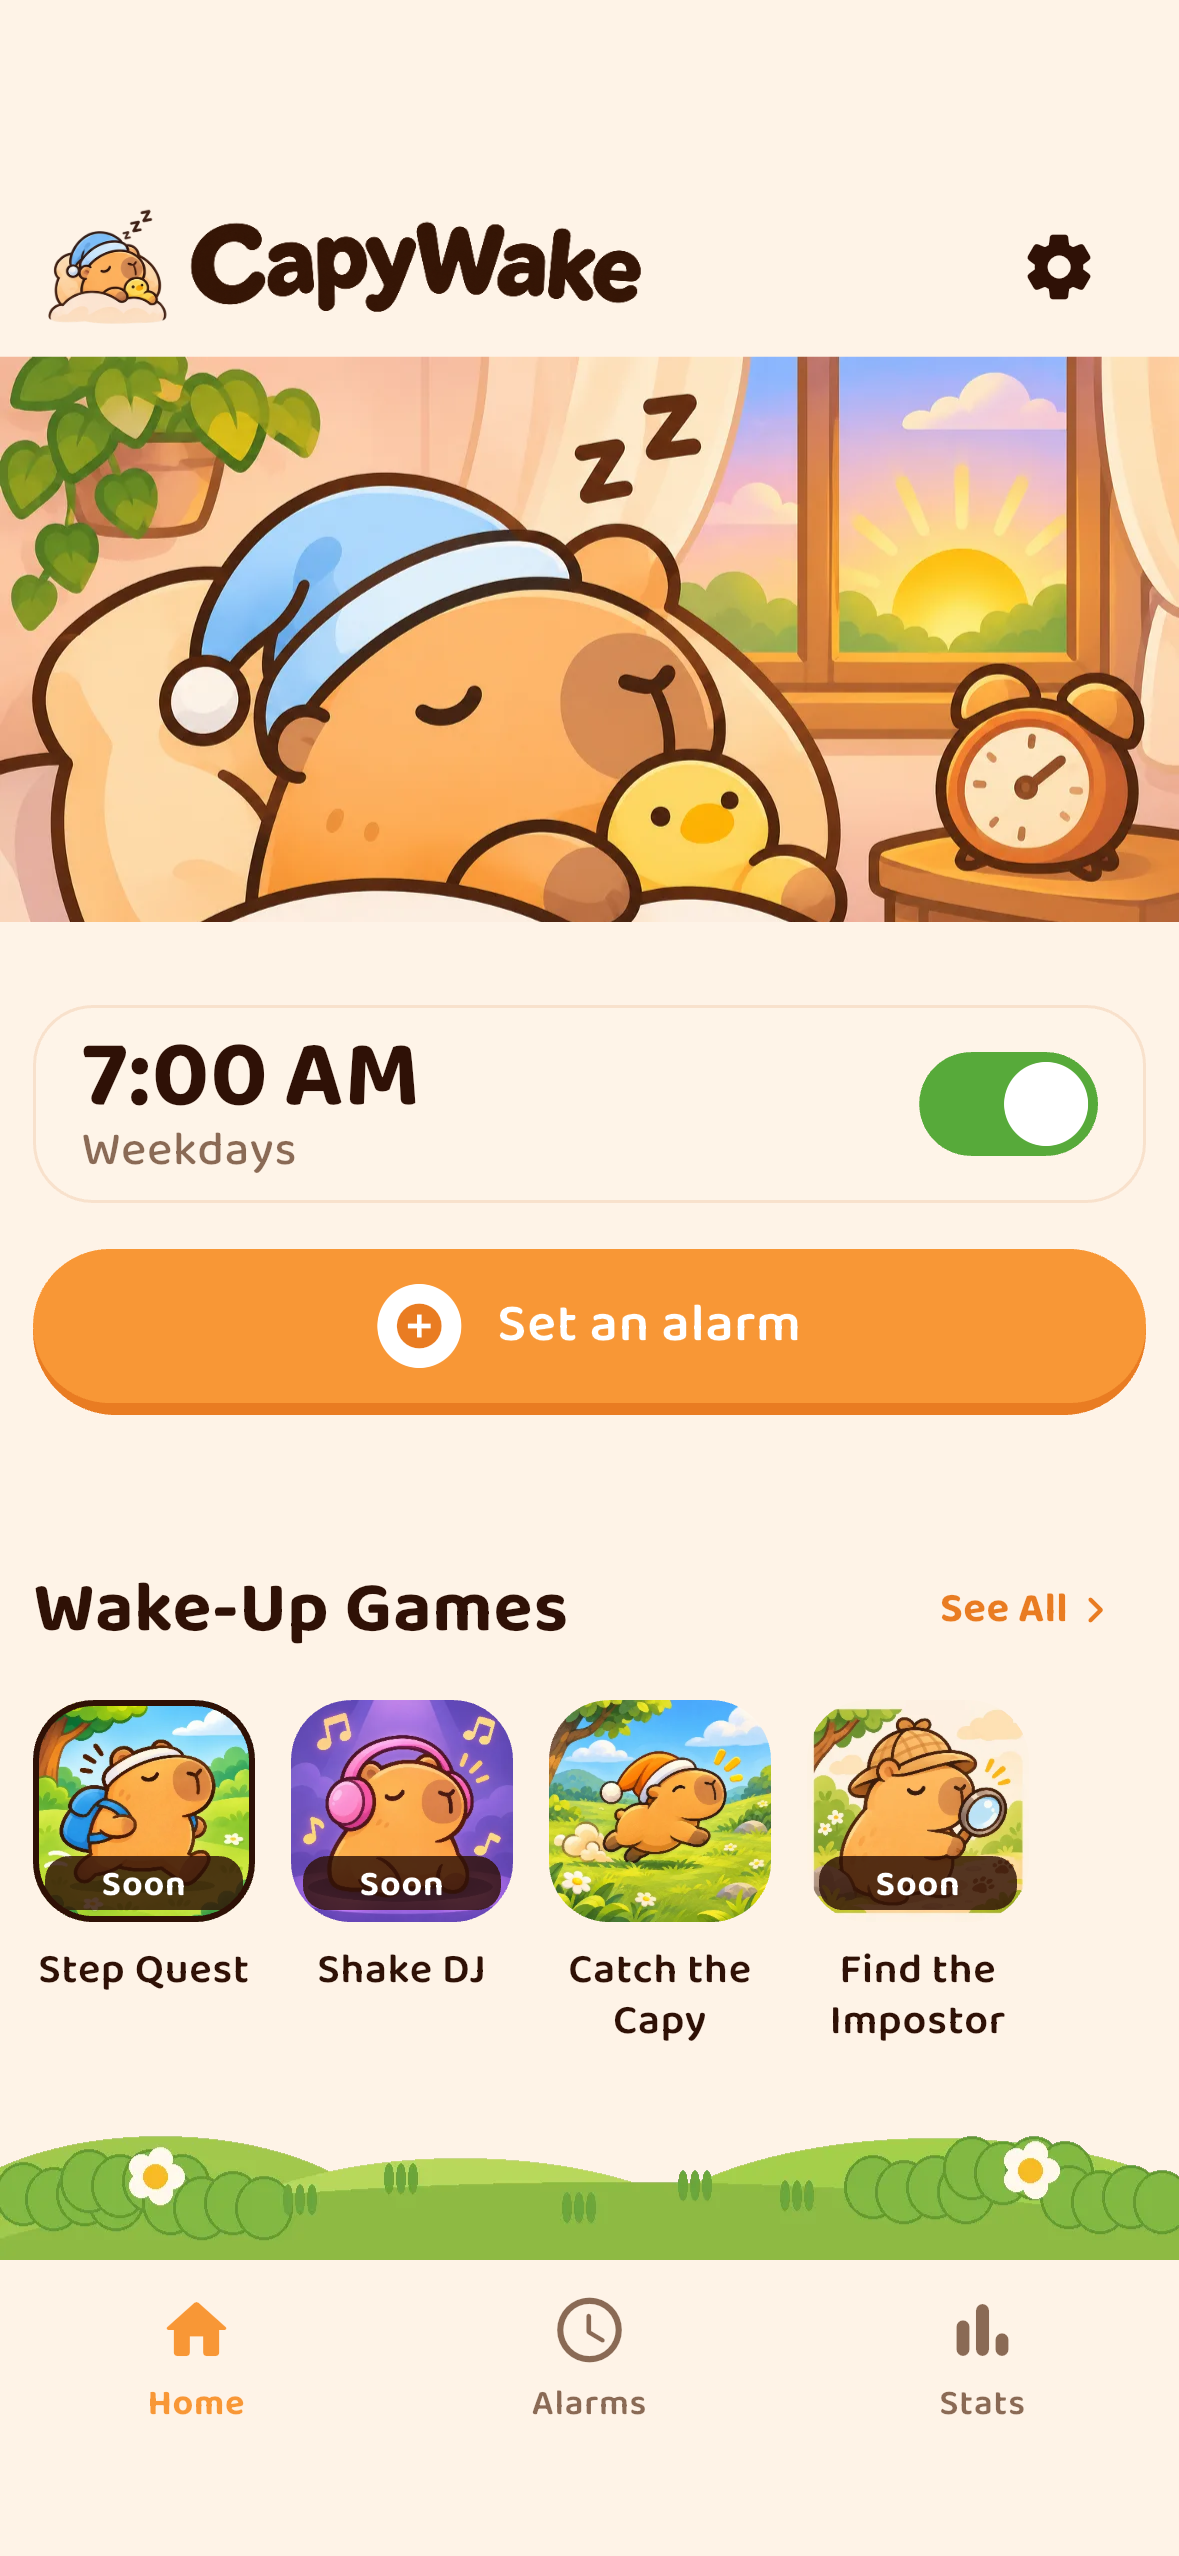 z z z
CapyWake
z z
7:00 AM
Weekdays
Set an alarm
Wake-Up Games
See All
Soon
Soon
Soon
Step Quest
Shake DJ
Catch the
Capy
Find the
Impostor
Home
Alarms
Stats